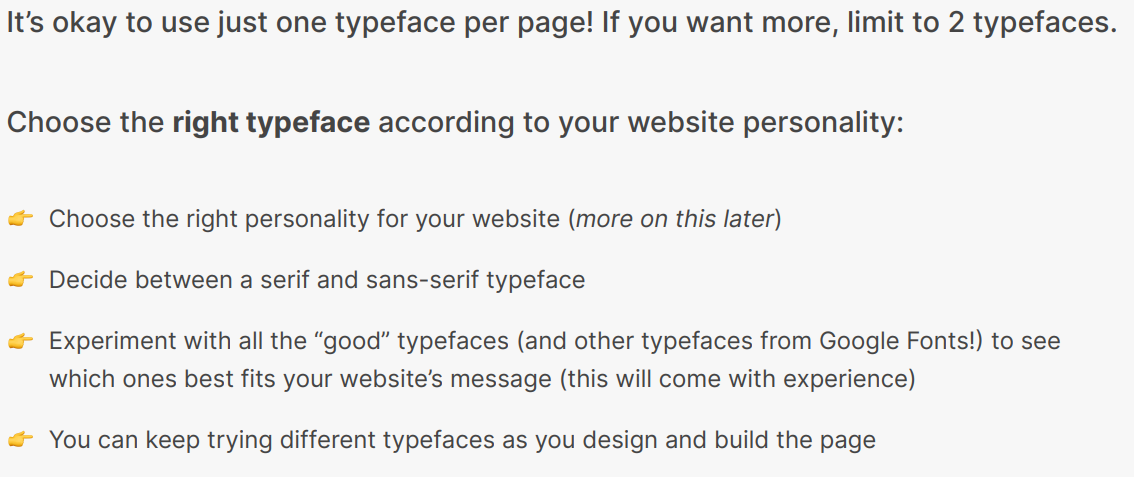 It’s okay to use just one typeface per page! If you want more, limit to 2 typefaces.
Choose the right typeface according to your website personality:
👉 Choose the right personality for your website (more on this later)
👉 Decide between a serif and sans-serif typeface
👉 Experiment with all the “good” typefaces (and other typefaces from Google Fonts!) to see
which ones best fits your website’s message (this will come with experience)
👉 You can keep trying different typefaces as you design and build the page